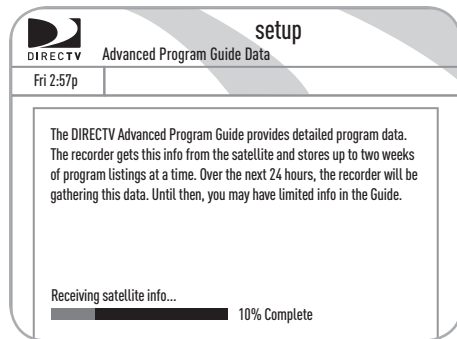 setup
DIRECTV
Advanced Program Guide Data
Fri 2:57p
The DIRECTV Advanced Program Guide provides detailed program data.
The recorder gets this info from the satellite and stores up to two weeks
of program listings at a time. Over the next 24 hours, the recorder will be
gathering this data. Until then, you may have limited info in the Guide.
Receiving satellite info...
10% Complete